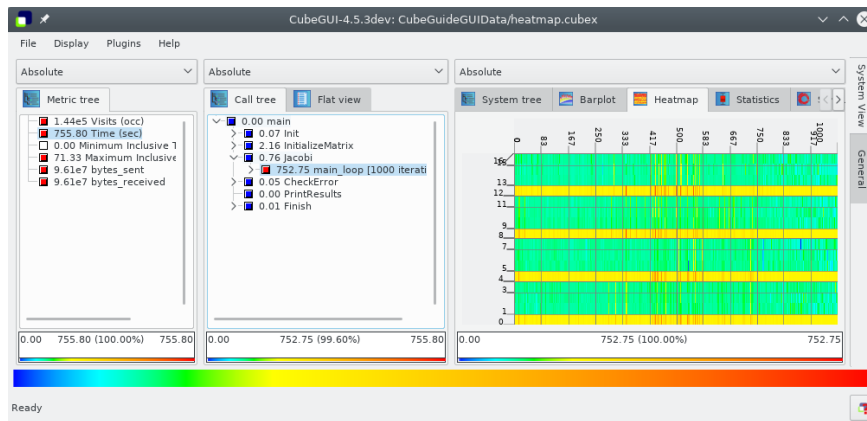 CubeGUI-4.5.3dev: CubeGuideGUIData/heatmap.cubex
File Display Plugins Help
Absolute Absolute Absolute
Metric tree Call tree Flat view System tree Barplot Heatmap Statistics
System View
General
1.44e5 Visits (occ)
755.80 Time (sec)
0.00 Minimum Inclusive T
71.33 Maximum Inclusive
9.61e7 bytes_sent
9.61e7 bytes_received
0.00 main
0.07 Init
2.16 InitializeMatrix
0.76 Jacobi
752.75 main_loop [1000 iterati
0.05 CheckError
0.00 PrintResults
0.01 Finish
0 83 167 250 333 417 500 583 667 750 833 917 1000
13
12
11
9
8
7
5
4
3
1
0
0.00 755.80 (100.00%) 755.80 0.00 752.75 (99.60%) 755.80 0.00 752.75 (100.00%) 752.75
Ready